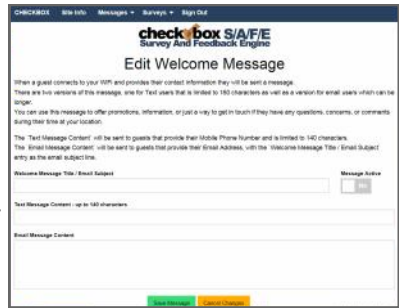 CHECKBOX Site Info Messages Surveys Sign Out
checkbox S/A/F/E
Survey And Feedback Engine
Edit Welcome Message
When a guest connects to your WiFi and provides their contact information they will be sent a message.
There are two versions of this message, one for Text users that is limited to 160 characters as well as a version for email users which can be
longer.
You can use this message to offer promotions, information, or just a way to get in touch if they have any questions, concerns, or comments
during their time at your location.
The 'Text Message Content' will be sent to guests that provide their Mobile Phone Number and is limited to 140 characters.
The 'Email Message Content' will be sent to guests that provide their Email Address, with the 'Welcome Message Title / Email Subject'
entry as the email subject line.
Welcome Message Title / Email Subject Message Active
No
Text Message Content - up to 140 characters
Email Message Content
Save Message Cancel Changes